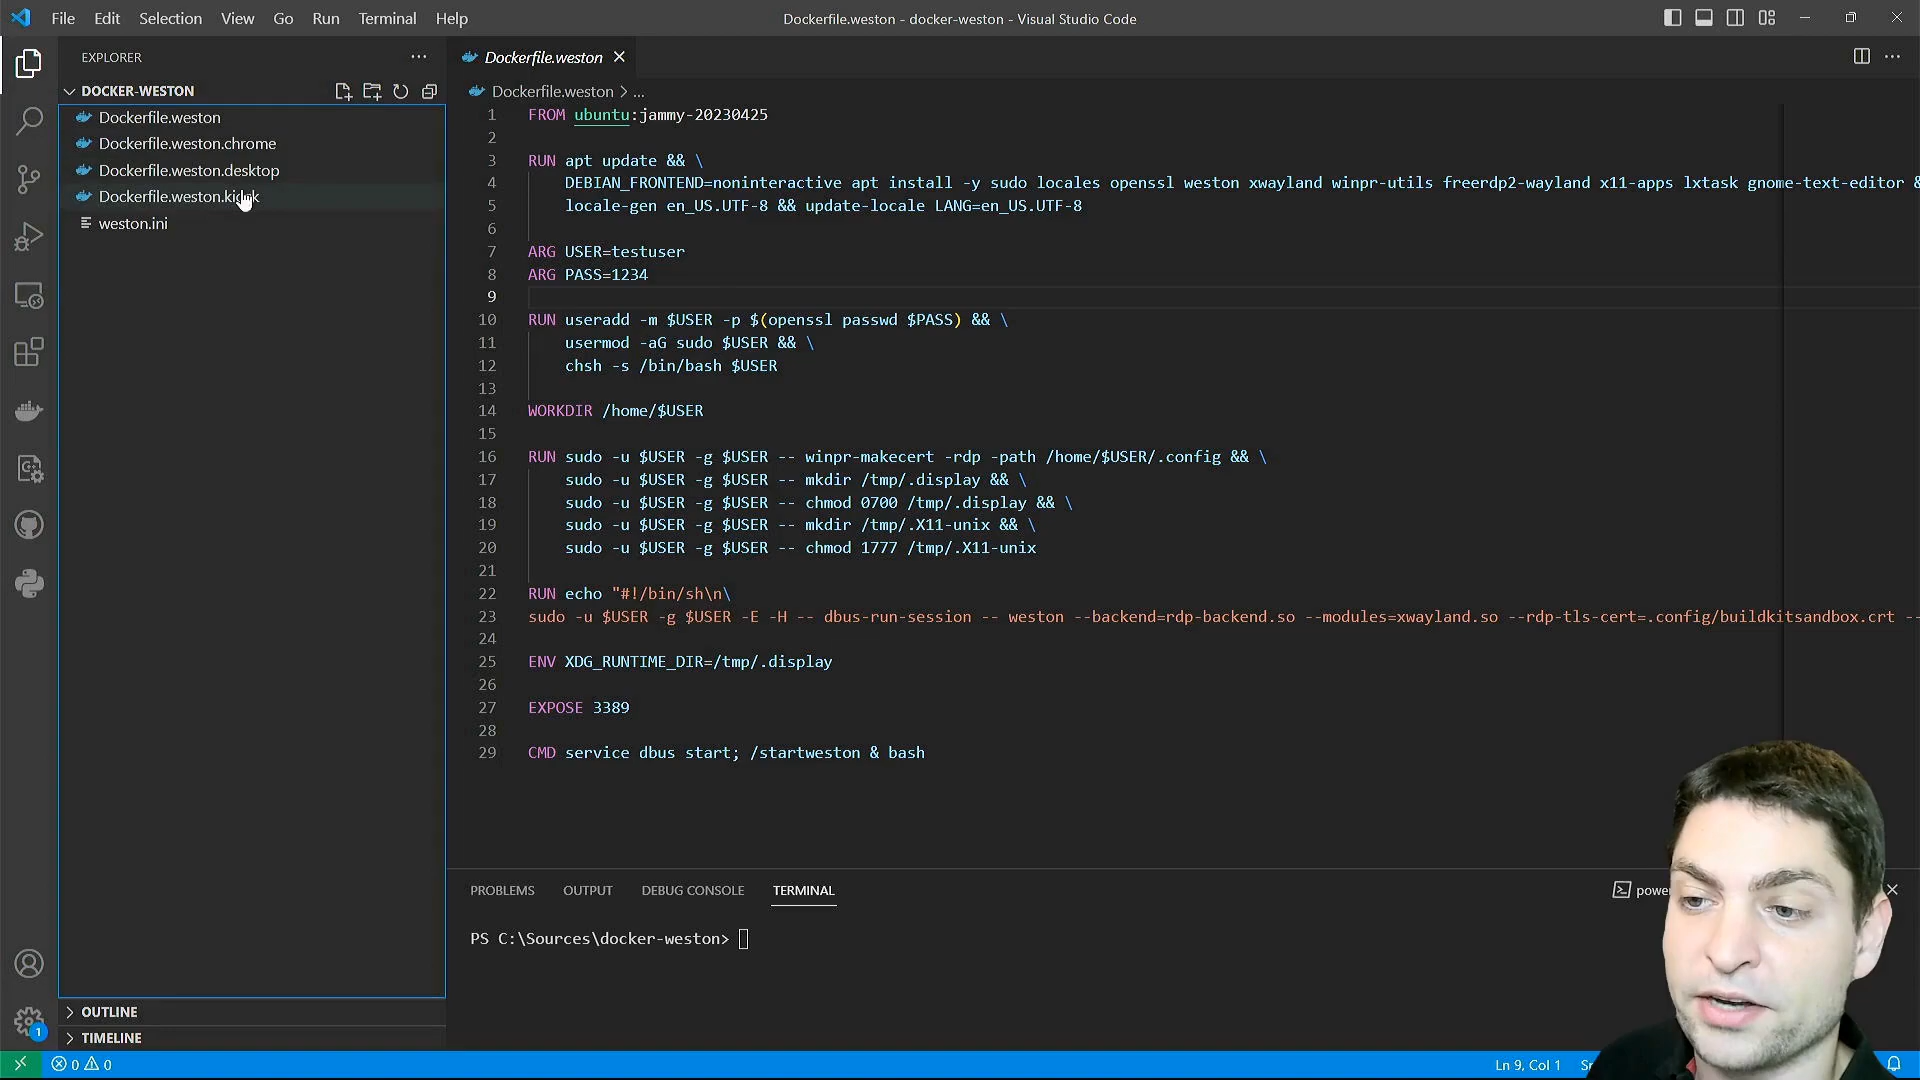 File Edit Selection View Go Run Terminal Help
Dockerfile.weston - docker-weston - Visual Studio Code
EXPLORER
DOCKER-WESTON
Dockerfile.weston
Dockerfile.weston.chrome
Dockerfile.weston.desktop
weston.ini
OUTLINE
TIMELINE
Dockerfile.weston
Dockerfile.weston > ...
1 FROM ubuntu:jammy-20230425
2
3 RUN apt update && \
4 DEBIAN_FRONTEND=noninteractive apt install -y sudo locales openssl weston xwayland winpr-utils freerdp2-wayland x11-apps lxtask gnome-text-editor &
5 locale-gen en_US.UTF-8 && update-locale LANG=en_US.UTF-8
6
7 ARG USER=testuser
8 ARG PASS=1234
9
10 RUN useradd -m $USER -p $(openssl passwd $PASS) && \
11 usermod -aG sudo $USER && \
12 chsh -s /bin/bash $USER
13
14 WORKDIR /home/$USER
15
16 RUN sudo -u $USER -g $USER -- winpr-makecert -rdp -path /home/$USER/.config && \
17 sudo -u $USER -g $USER -- mkdir /tmp/.display && \
18 sudo -u $USER -g $USER -- chmod 0700 /tmp/.display && \
19 sudo -u $USER -g $USER -- mkdir /tmp/.X11-unix && \
20 sudo -u $USER -g $USER -- chmod 1777 /tmp/.X11-unix
21
22 RUN echo "#!/bin/sh\n\
23 sudo -u $USER -g $USER -E -H -- dbus-run-session -- weston --backend=rdp-backend.so --modules=xwayland.so --rdp-tls-cert=.config/buildkitsandbox.crt --
24
25 ENV XDG_RUNTIME_DIR=/tmp/.display
26
27 EXPOSE 3389
28
29 CMD service dbus start; /startweston & bash
PROBLEMS OUTPUT DEBUG CONSOLE TERMINAL
PS C:\Sources\docker-weston>
1
0 0
Ln 9, Col 1